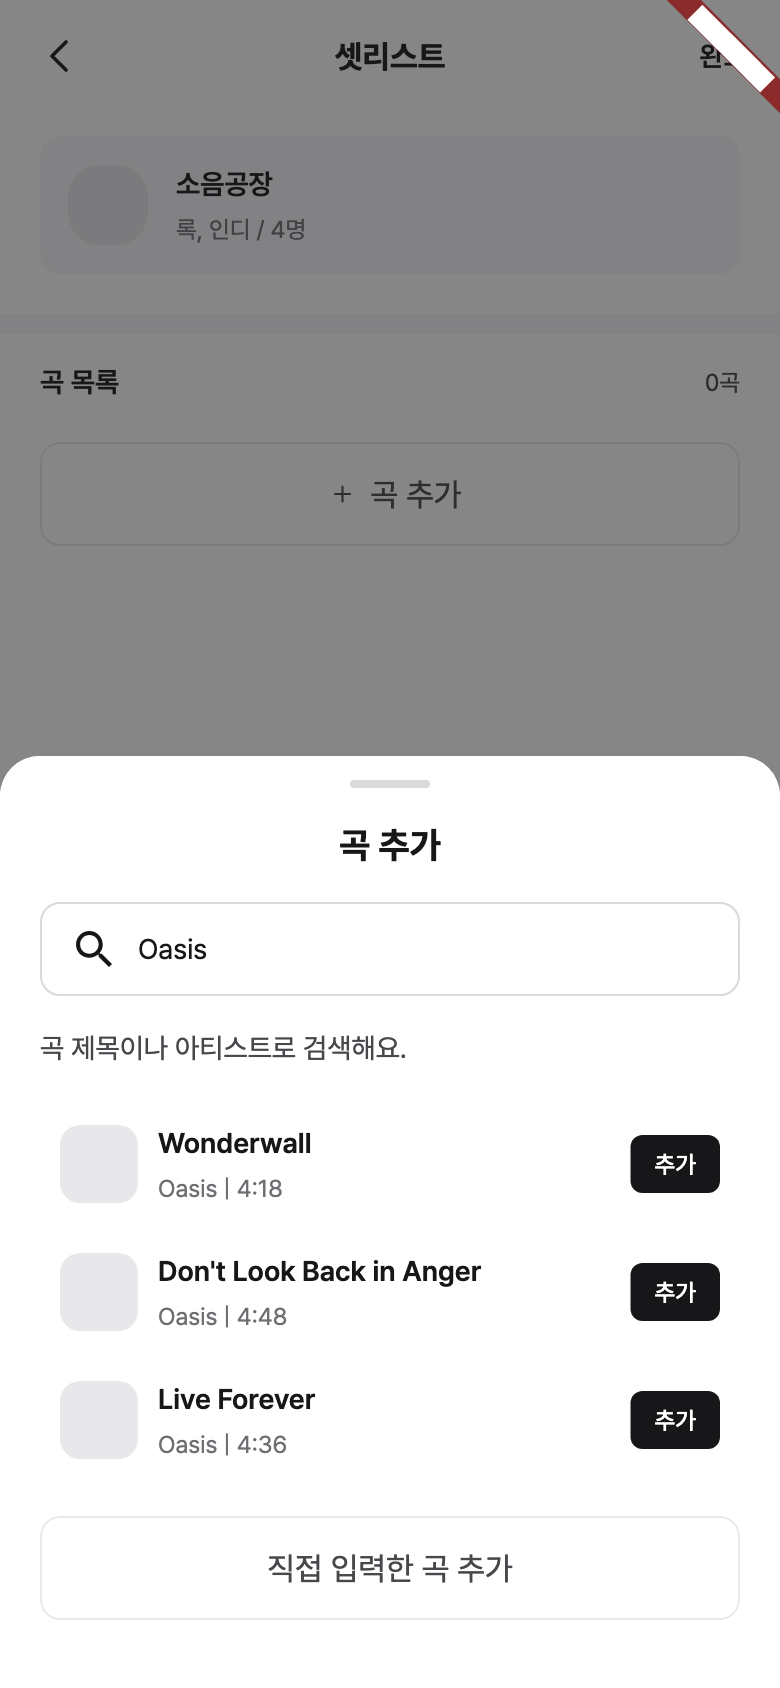 셋리스트
소음공장
록, 인디 / 4명
곡 목록
0곡
+ 곡 추가
곡 추가
Oasis
곡 제목이나 아티스트로 검색해요.
Wonderwall
Oasis | 4:18
추가
Don't Look Back in Anger
Oasis | 4:48
추가
Live Forever
Oasis | 4:36
추가
직접 입력한 곡 추가